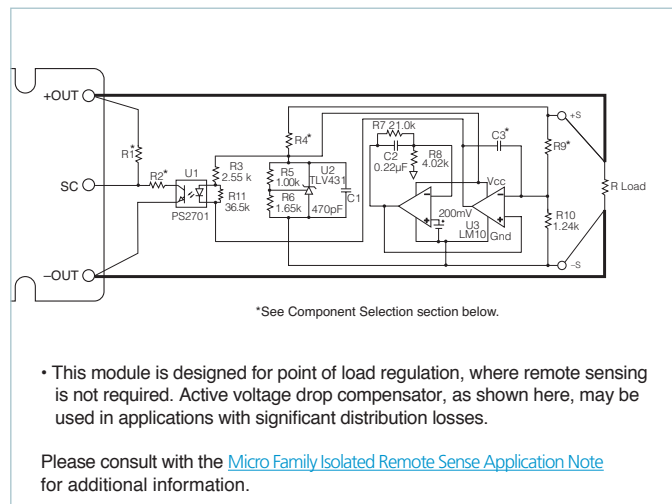 +OUT
R1*
SC
R2*
U1
PS2701
R3
2.55 k
R11
36.5k
–OUT
R4*
R5
1.00k
R6
1.65k
U2
TLV431
470pF
C1
R7 21.0k
C2
0.22µF
R8
4.02k
C3*
Vcc
200mV
U3
LM10
Gnd
+S
R9*
R Load
R10
1.24k
–S
*See Component Selection section below.
• This module is designed for point of load regulation, where remote sensing
is not required. Active voltage drop compensator, as shown here, may be
used in applications with significant distribution losses.
Please consult with the Micro Family Isolated Remote Sense Application Note
for additional information.